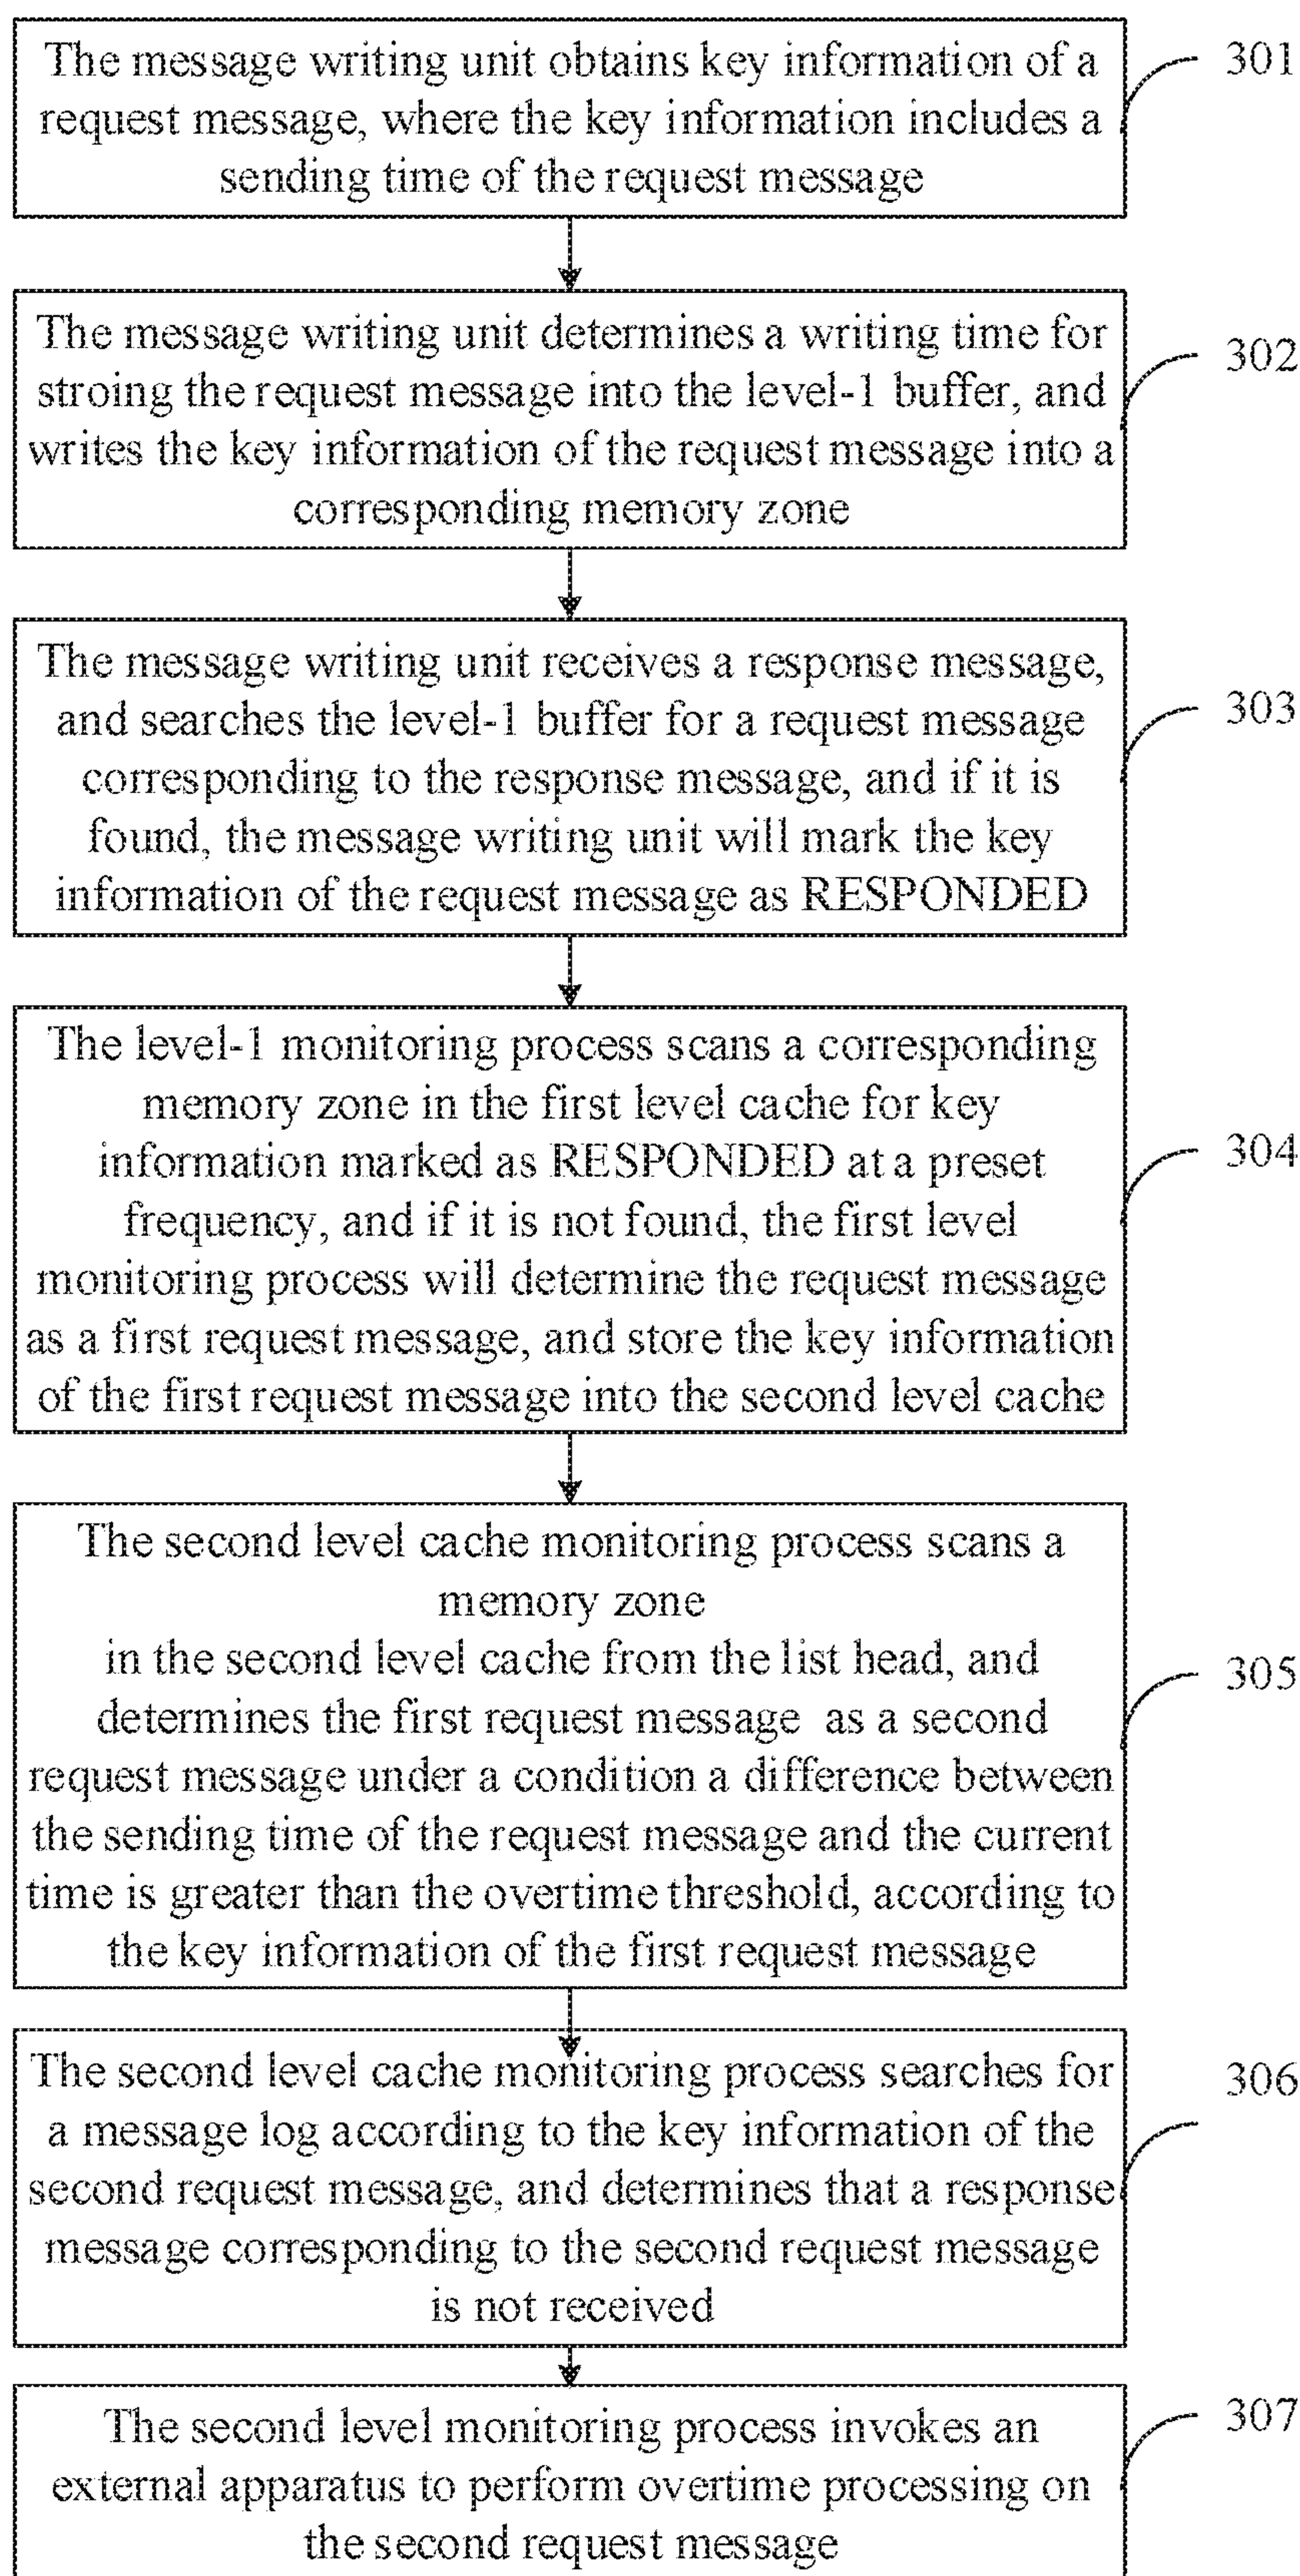 The message writing unit obtains key information of a
request message, where the key information includes a
sending time of the request message
301
The message writing unit determines a writing time for
stroing the request message into the level-1 buffer, and
writes the key information of the request message into a
corresponding memory zone
302
The message writing unit receives a response message,
and searches the level-1 buffer for a request message
corresponding to the response message, and if it is
found, the message writing unit will mark the key
information of the request message as RESPONDED
303
The level-1 monitoring process scans a corresponding
memory zone in the first level cache for key
information marked as RESPONDED at a preset
frequency, and if it is not found, the first level
monitoring process will determine the request message
as a first request message, and store the key information
of the first request message into the second level cache
304
The second level cache monitoring process scans a
memory zone
in the second level cache from the list head, and
determines the first request message as a second
request message under a condition a difference between
the sending time of the request message and the current
time is greater than the overtime threshold, according to
the key information of the first request message
305
The second level cache monitoring process searches for
a message log according to the key information of the
second request message, and determines that a response
message corresponding to the second request message
is not received
306
The second level monitoring process invokes an
external apparatus to perform overtime processing on
the second request message
307